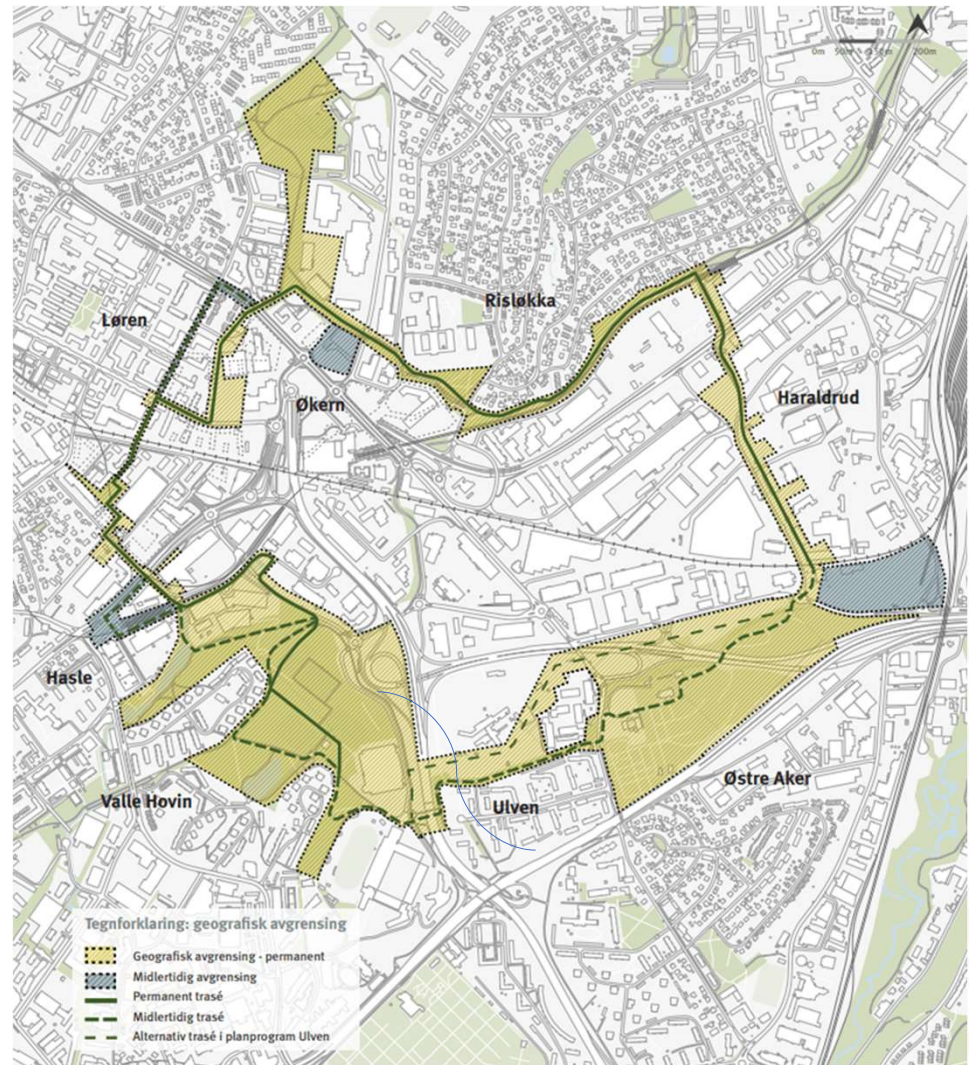 0m
200m
Risløkka
Løren
Haraldrud
Økern
Hasle
Østre Aker
Valle Hovin
Ulven
Tegnforklaring: geografisk avgrensing
Geografisk avgrensing - permanent
Midlertidig avgrensing
Permanent trasé
Midlertidig trasé
Alternativ trasé i planprogram Ulven